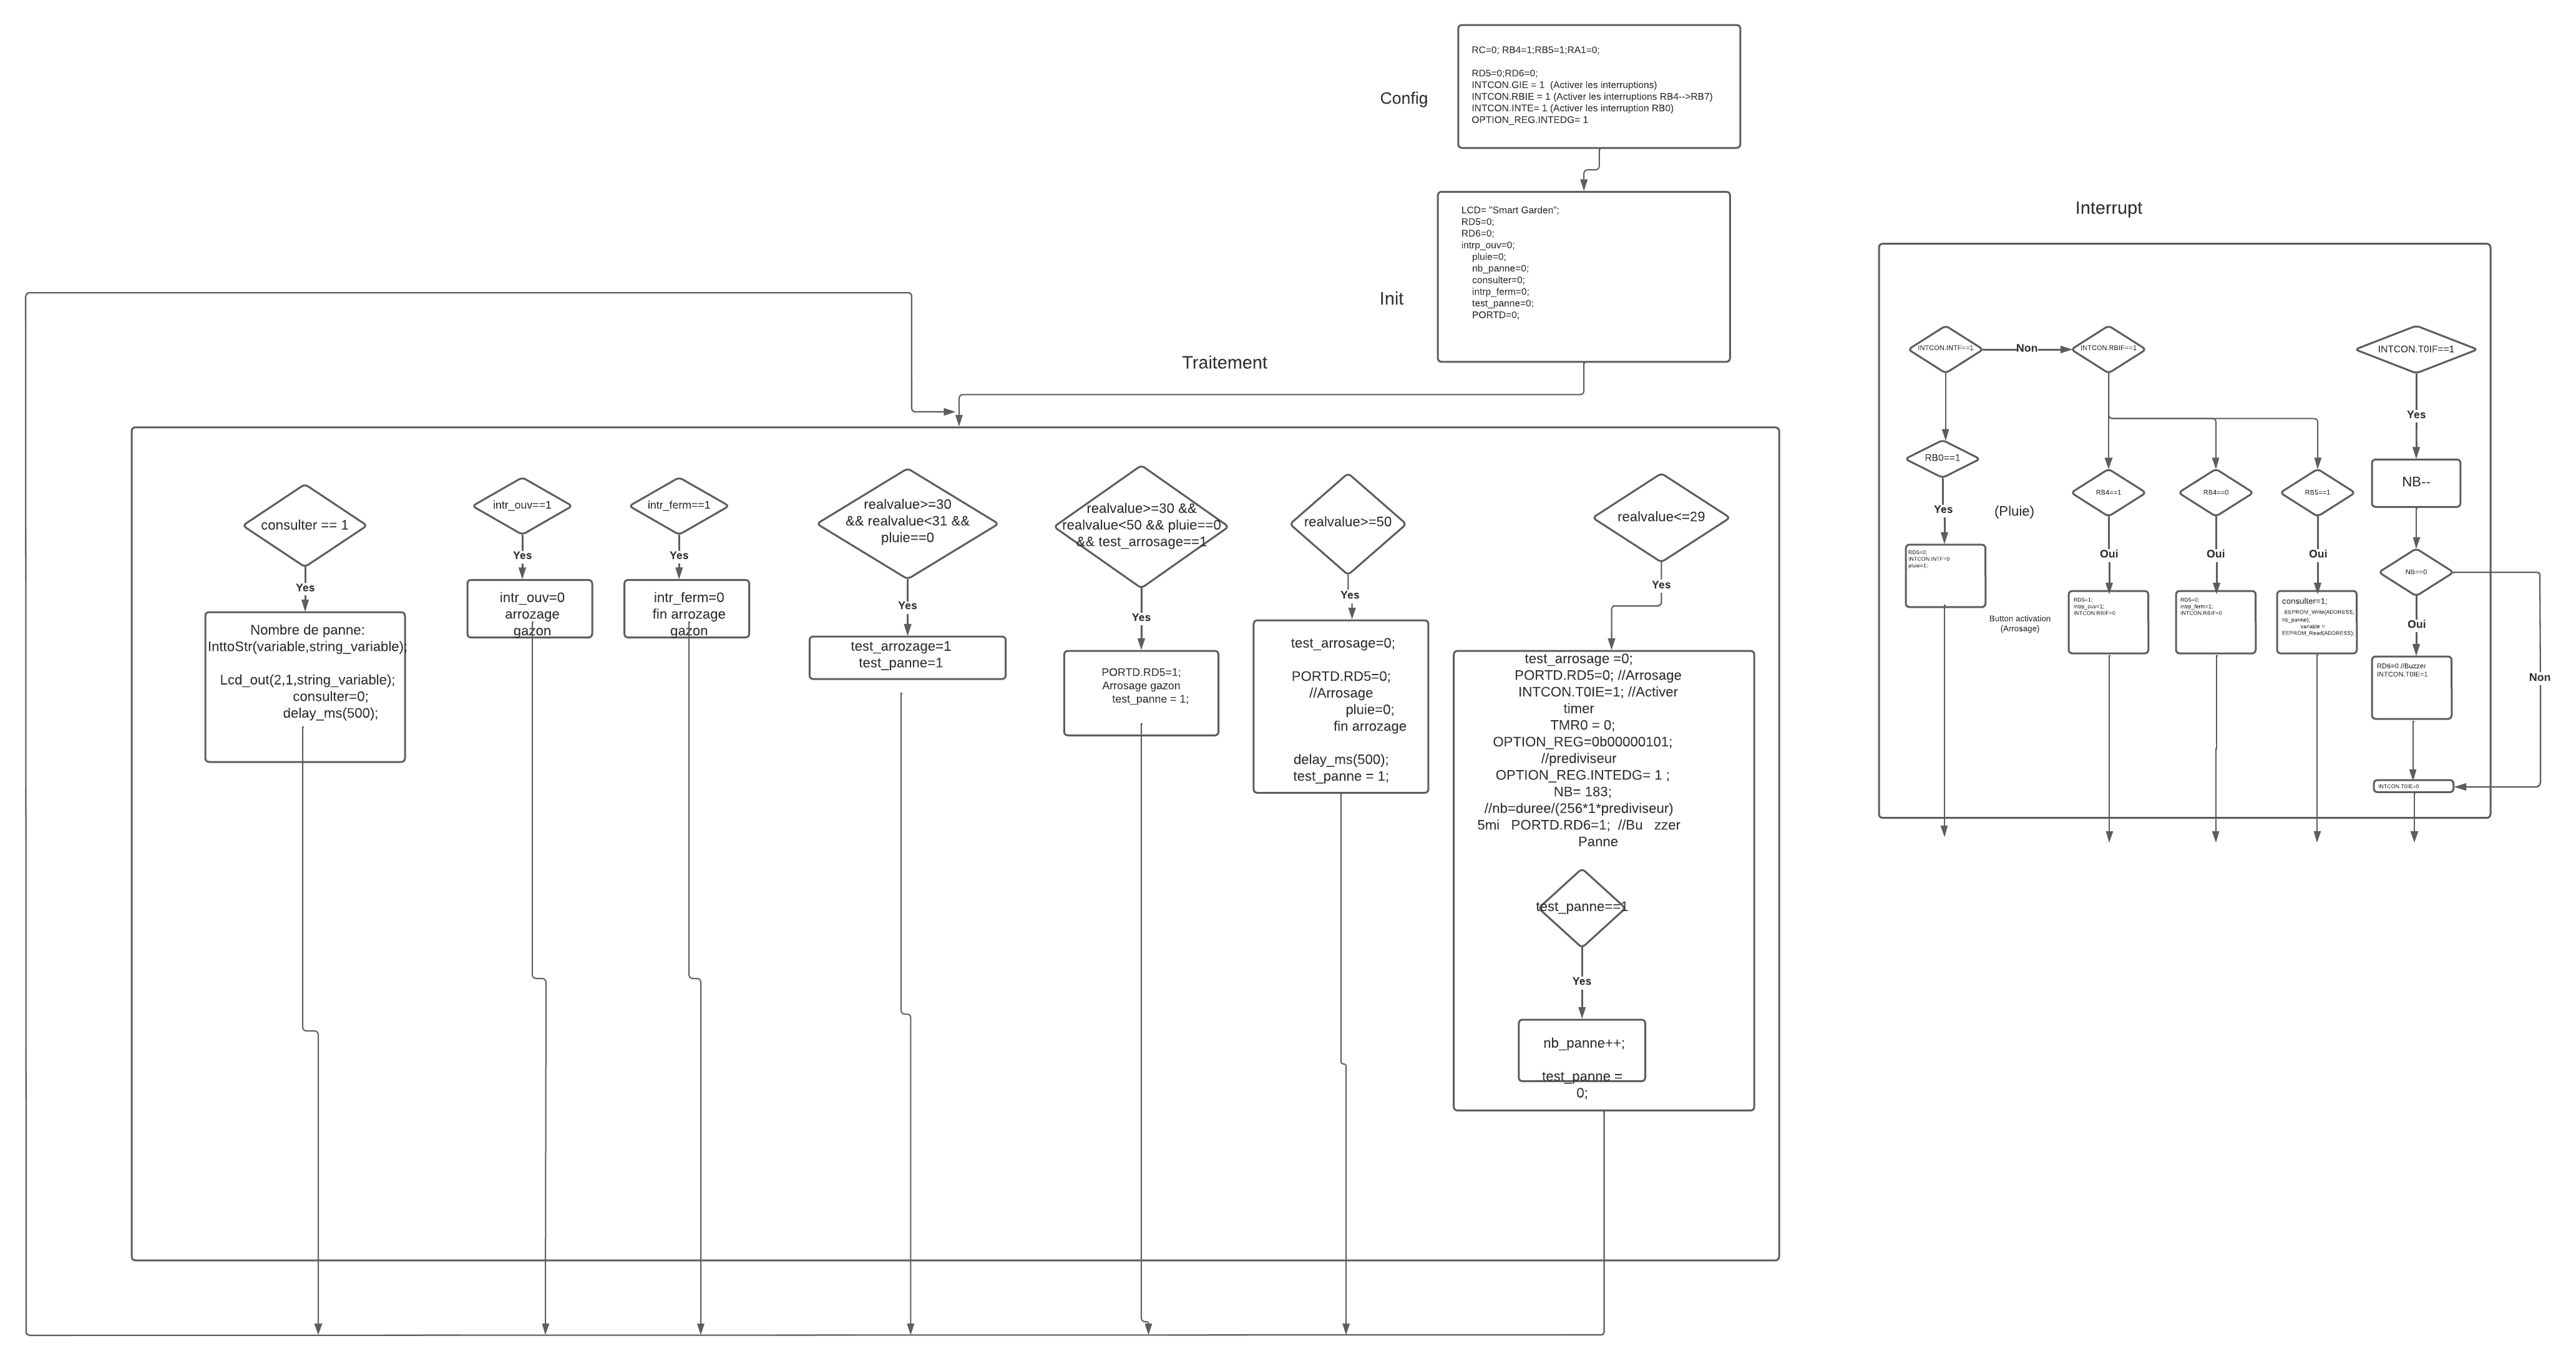 Config
RC=0; RB4=1;RB5=1;RA1=0;
RD5=0;RD6=0;
INTCON.GIE = 1 (Activer les interruptions)
INTCON.RBIE = 1 (Activer les interruptions RB4-->RB7)
INTCON.INTE= 1 (Activer les interruption RB0)
OPTION_REG.INTEDG= 1
Init
LCD= "Smart Garden";
RD5=0;
RD6=0;
intrp_ouv=0;
pluie=0;
nb_panne=0;
consulter=0;
intrp_ferm=0;
test_panne=0;
PORTD=0;
Traitement
consulter == 1
Yes
Nombre de panne:
InttoStr(variable,string_variable);
Lcd_out(2,1,string_variable);
consulter=0;
delay_ms(500);
intr_ouv==1
Yes
intr_ouv=0
arrozage
gazon
intr_ferm==1
Yes
intr_ferm=0
fin arrozage
gazon
realvalue>=30
&& realvalue<31 &&
pluie==0
Yes
test_arrozage=1
test_panne=1
realvalue>=30 &&
realvalue<50 && pluie==0
&& test_arrosage==1
Yes
PORTD.RD5=1;
Arrosage gazon
test_panne = 1;
realvalue>=50
Yes
test_arrosage=0;
PORTD.RD5=0;
//Arrosage
pluie=0;
fin arrozage
delay_ms(500);
test_panne = 1;
realvalue<=29
Yes
test_arrosage =0;
PORTD.RD5=0; //Arrosage
INTCON.T0IE=1; //Activer
timer
TMR0 = 0;
OPTION_REG=0b00000101;
//prediviseur
OPTION_REG.INTEDG= 1 ;
NB= 183;
//nb=duree/(256*1*prediviseur)
5mi PORTD.RD6=1; //Bu zzer
Panne
test_panne==1
Yes
nb_panne++;
test_panne =
0;
Interrupt
INTCON.INTF==1
Non
INTCON.RBIF==1
INTCON.T0IF==1
RB0==1
Yes
(Pluie)
RD5=0;
INTCON.INTF=0
pluie=1;
Button activation
(Arrosage)
RB4==1
Oui
RD5=1;
intrp_ouv=1;
INTCON.RBIF=0
RB4==0
Oui
RD5=0;
intrp_ferm=1;
INTCON.RBIF=0
RB5==1
Oui
consulter=1;
EEPROM_Write(ADDRESS,
nb_panne);
variable =
EEPROM_Read(ADDRESS);
Yes
NB--
NB==0
Oui
Non
RD6=0 //Buzzer
INTCON.T0IE=1
INTCON.T0IE=0